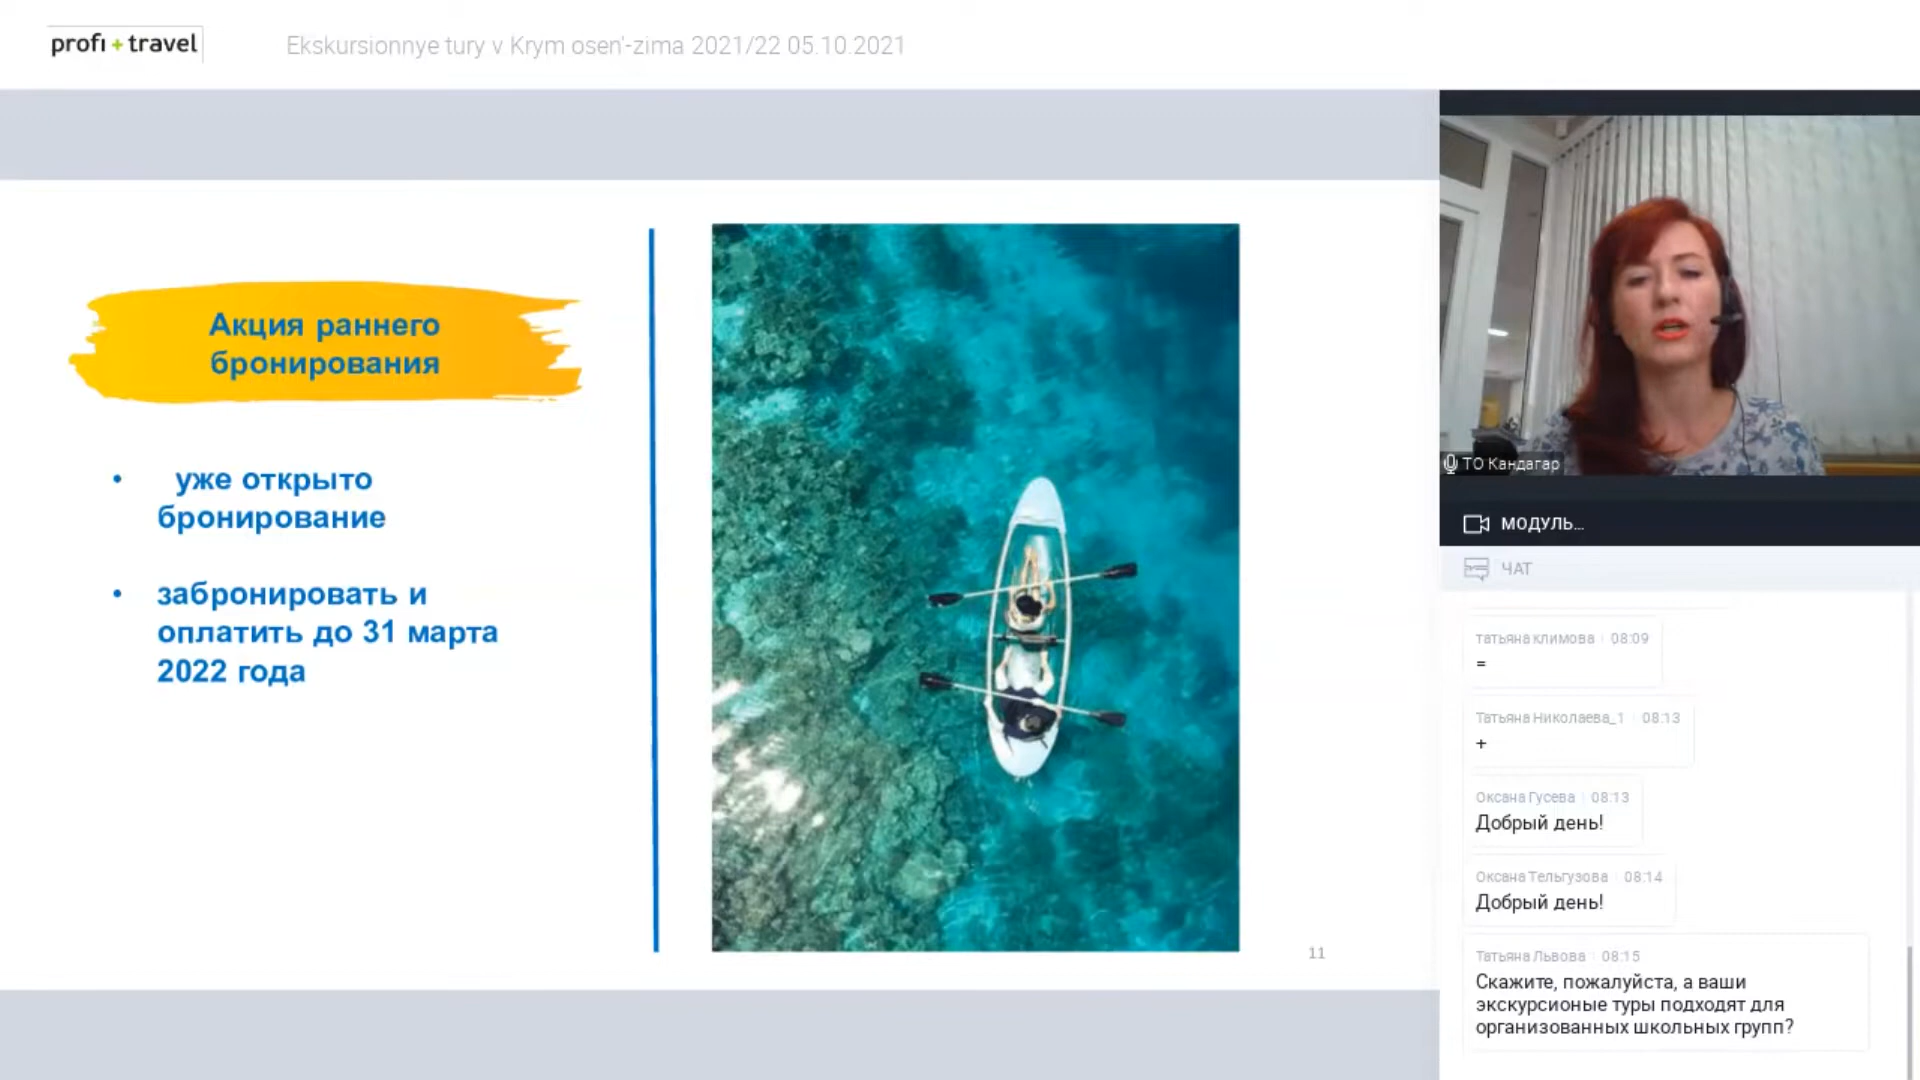 profi + travel
Ekskursionnye tury v Krym osen'-zima 2021/22 05.10.2021
Акция раннего
бронирования
• уже открыто
бронирование
• забронировать и
оплатить до 31 марта
2022 года
11
ТО Кандагар
МОДУЛЬ...
ЧАТ
татьяна климова 08:09
=
Татьяна Николаева_1 08:13
+
Оксана Гусева 08:13
Добрый день!
Оксана Тельгузова 08:14
Добрый день!
Татьяна Львова 08:15
Скажите, пожалуйста, а ваши
экскурсионые туры подходят для
организованных школьных групп?